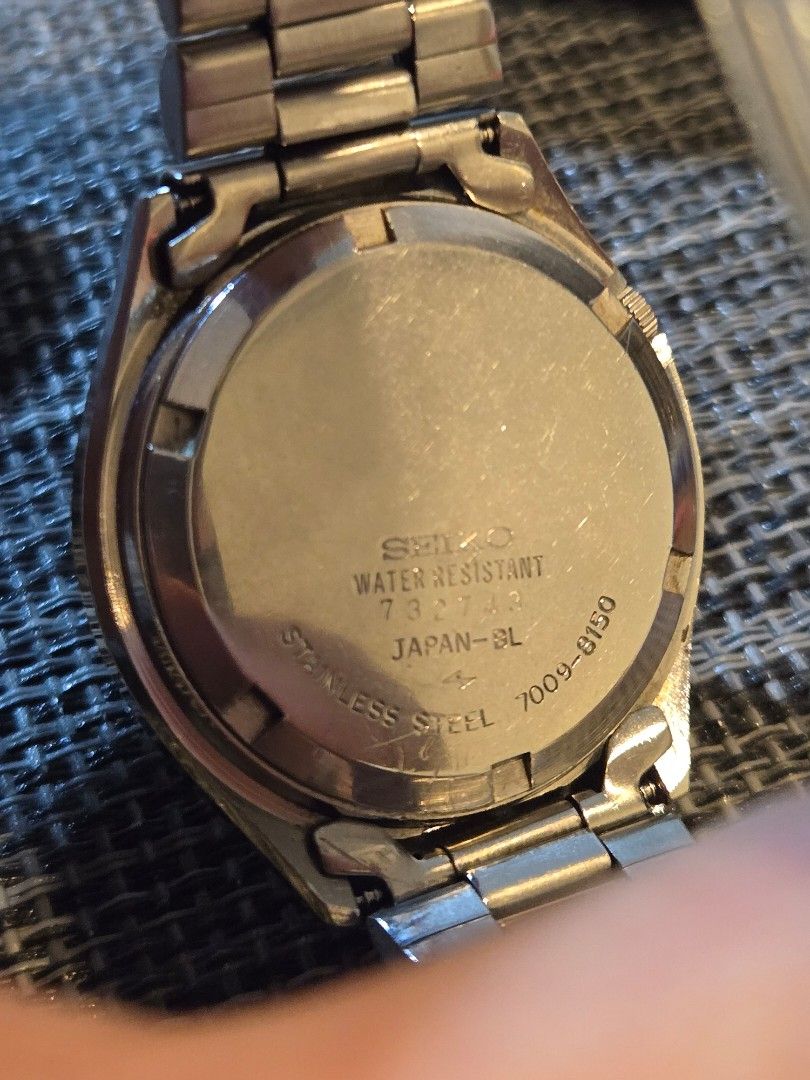 SEIKO
WATER RESISTANT
732743
JAPAN-BL
STAINLESS STEEL 7009-8150